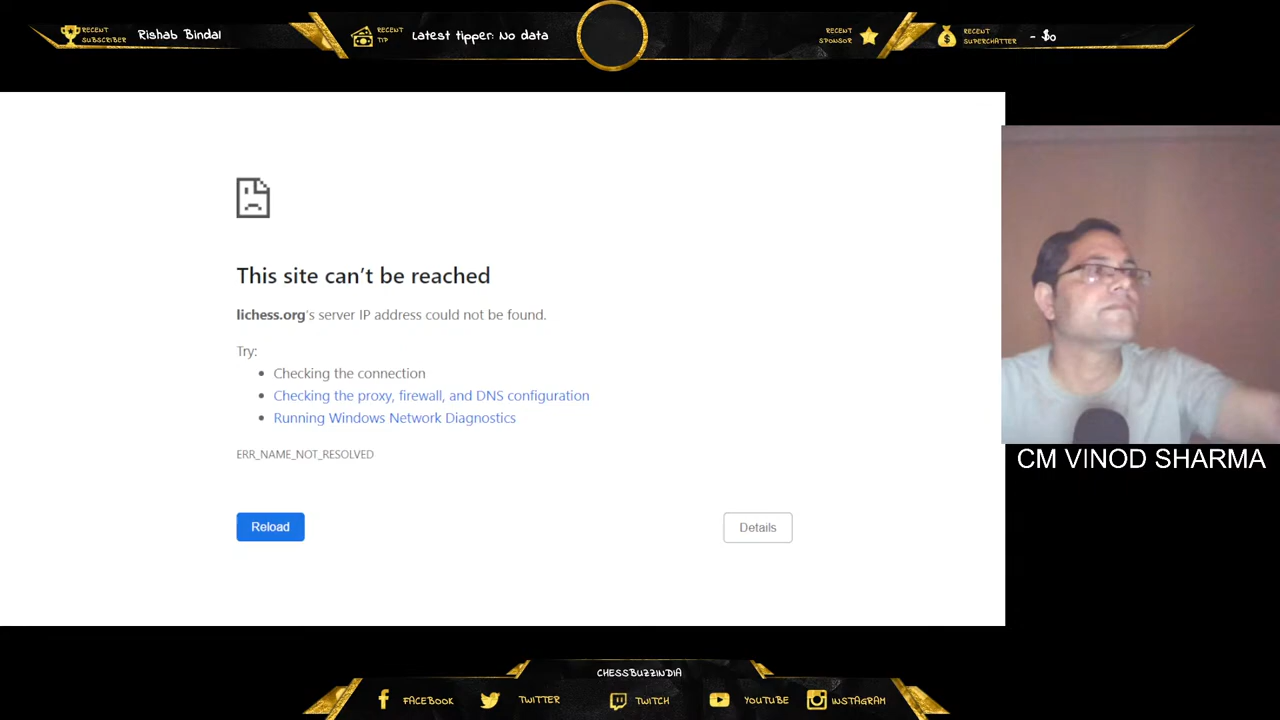 RECENT SUBSCRIBER
Rishab Bindal
RECENT TIP
Latest tipper: No data
RECENT SPONSOR
RECENT SUPERCHATTER
- $0
This site can't be reached
lichess.org's server IP address could not be found.
Try:
Checking the connection
Checking the proxy, firewall, and DNS configuration
Running Windows Network Diagnostics
ERR_NAME_NOT_RESOLVED
Reload
Details
CM VINOD SHARMA
CHESSBUZZINDIA
FACEBOOK
TWITTER
TWITCH
YOUTUBE
INSTAGRAM